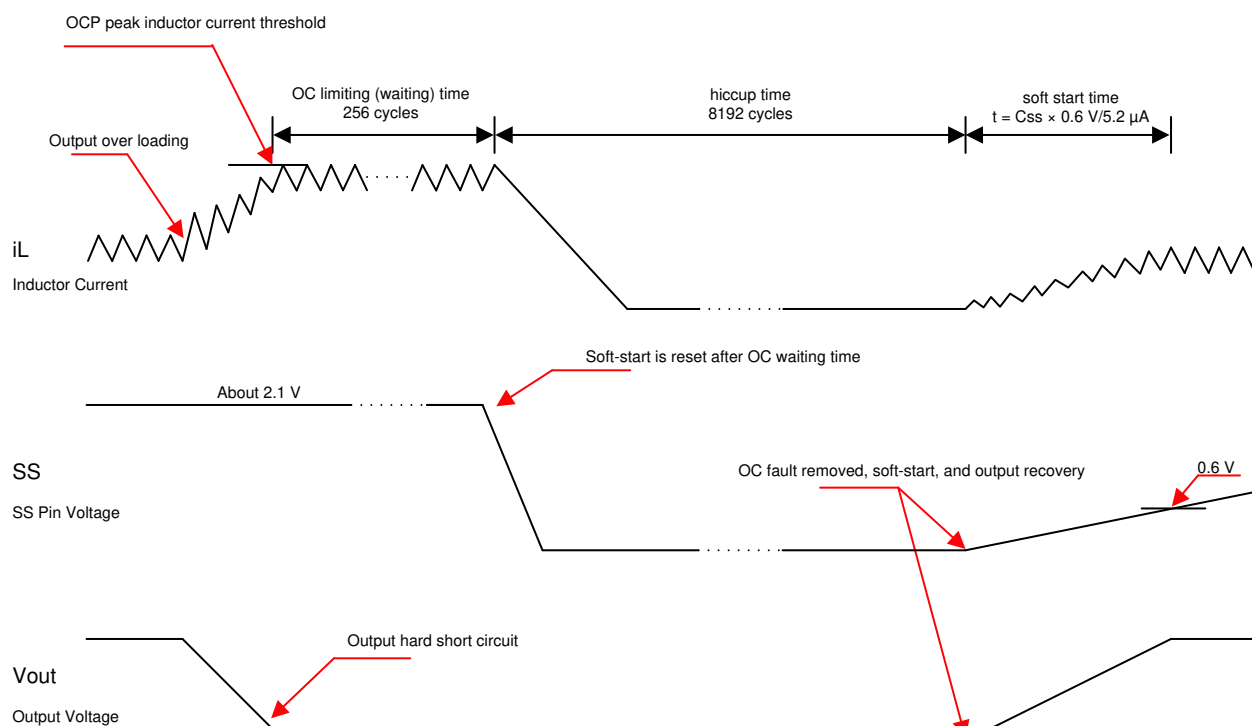 OCP peak inductor current threshold
OC limiting (waiting) time
256 cycles
hiccup time
8192 cycles
soft start time
t = Css × 0.6 V/5.2 µA
Output over loading
iL
Inductor Current
Soft-start is reset after OC waiting time
About 2.1 V
SS
SS Pin Voltage
OC fault removed, soft-start, and output recovery
0.6 V
Output hard short circuit
Vout
Output Voltage